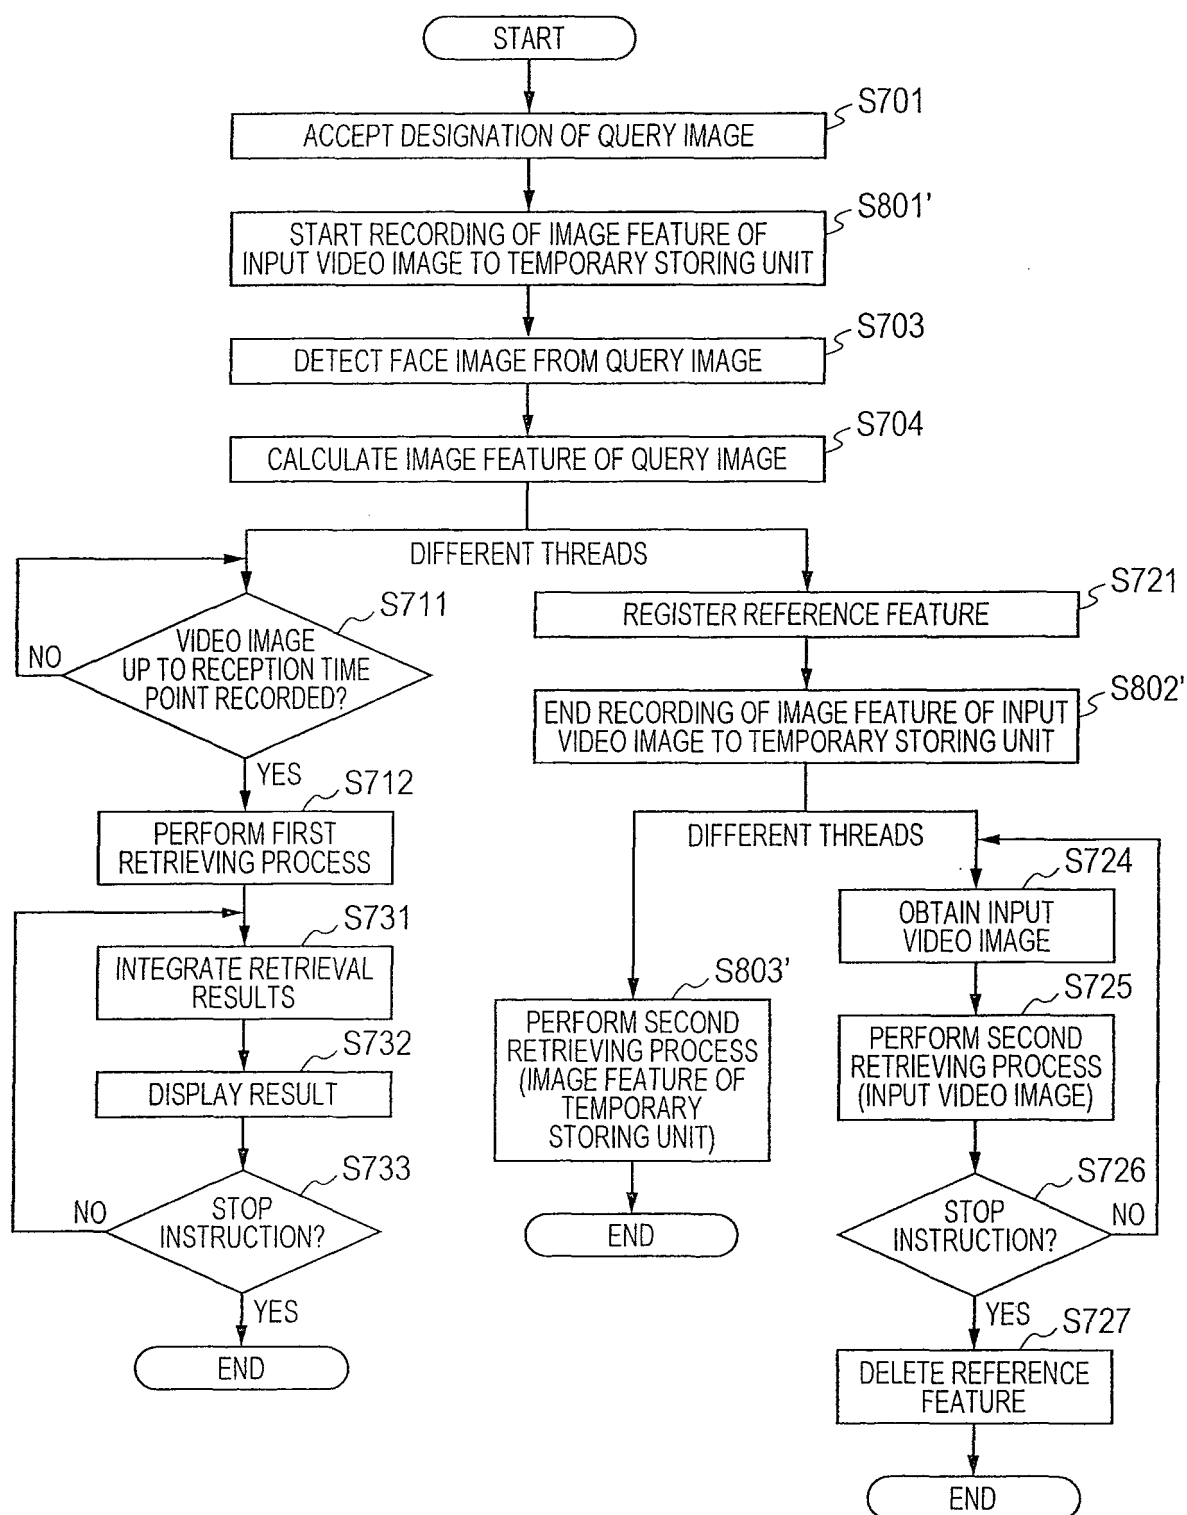 START
S701
ACCEPT DESIGNATION OF QUERY IMAGE
S801’
START RECORDING OF IMAGE FEATURE OF
INPUT VIDEO IMAGE TO TEMPORARY STORING UNIT
S703
DETECT FACE IMAGE FROM QUERY IMAGE
S704
CALCULATE IMAGE FEATURE OF QUERY IMAGE
DIFFERENT THREADS
S711
VIDEO IMAGE
UP TO RECEPTION TIME
POINT RECORDED?
NO
YES
S712
PERFORM FIRST
RETRIEVING PROCESS
S731
INTEGRATE RETRIEVAL
RESULTS
S732
DISPLAY RESULT
S733
STOP
INSTRUCTION?
NO
YES
END
S721
REGISTER REFERENCE FEATURE
S802’
END RECORDING OF IMAGE FEATURE OF INPUT
VIDEO IMAGE TO TEMPORARY STORING UNIT
DIFFERENT THREADS
S803’
PERFORM SECOND
RETRIEVING PROCESS
(IMAGE FEATURE OF
TEMPORARY
STORING UNIT)
END
S724
OBTAIN INPUT
VIDEO IMAGE
S725
PERFORM SECOND
RETRIEVING PROCESS
(INPUT VIDEO IMAGE)
S726
STOP
INSTRUCTION?
NO
YES
S727
DELETE REFERENCE
FEATURE
END